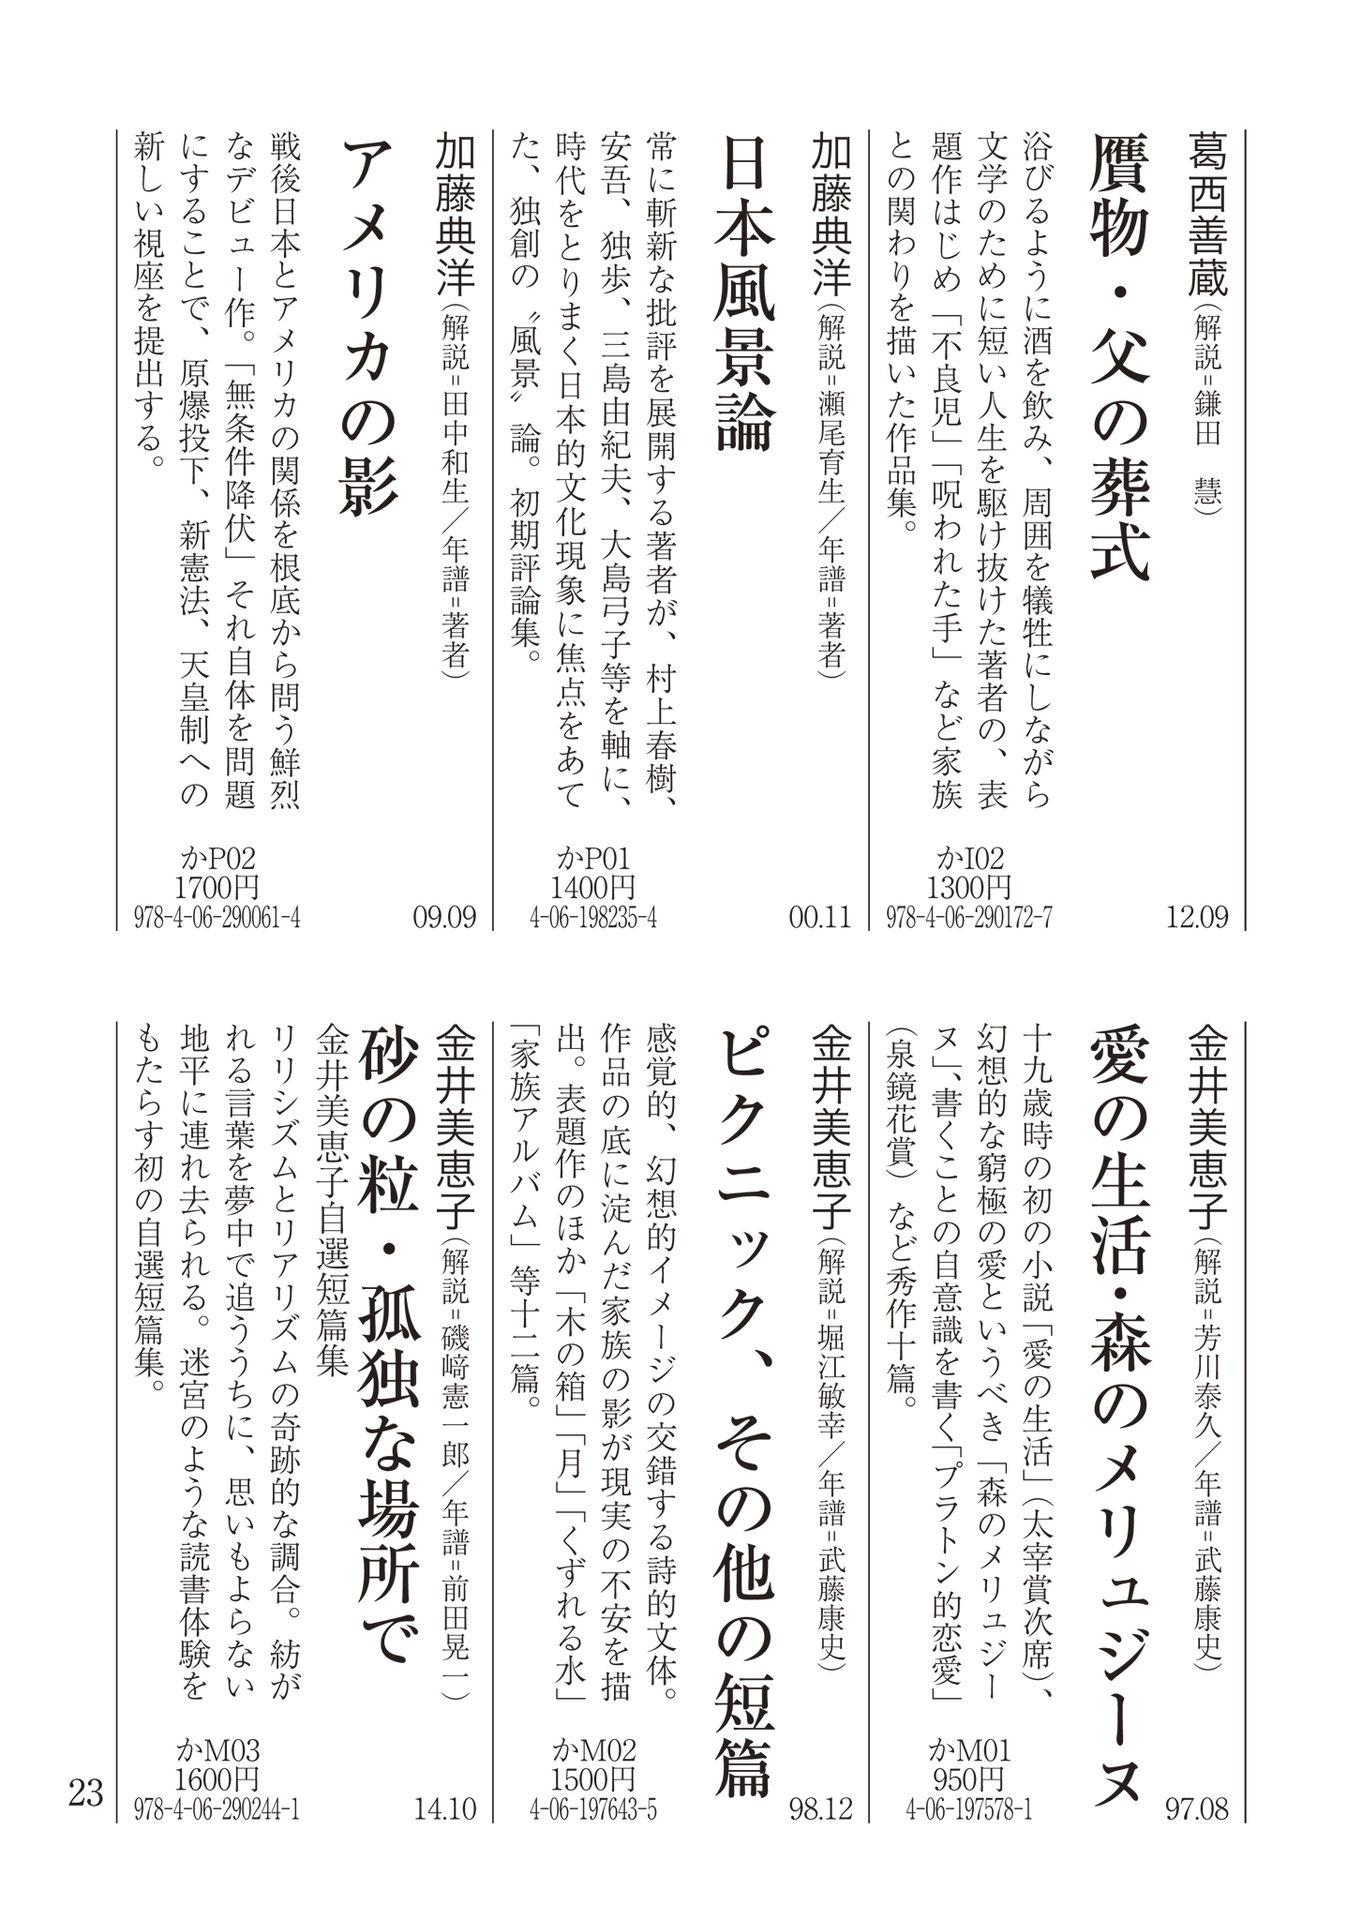 葛西善蔵（解説＝鎌田　慧）
贋物・父の葬式
浴びるように酒を飲み、周囲を犠牲にしながら
文学のために短い人生を駆け抜けた著者の、表
題作はじめ「不良児」「呪われた手」など家族
との関わりを描いた作品集。
かI02
1300円
978-4-06-290172-7
12.09
加藤典洋（解説＝瀬尾育生／年譜＝著者）
日本風景論
常に斬新な批評を展開する著者が、村上春樹、
安吾、独歩、三島由紀夫、大島弓子等を軸に、
時代をとりまく日本的文化現象に焦点をあて
た、独創の〝風景〟論。初期評論集。
かP01
1400円
4-06-198235-4
00.11
加藤典洋（解説＝田中和生／年譜＝著者）
アメリカの影
戦後日本とアメリカの関係を根底から問う鮮烈
なデビュー作。「無条件降伏」それ自体を問題
にすることで、原爆投下、新憲法、天皇制への
新しい視座を提出する。
かP02
1700円
978-4-06-290061-4
09.09
金井美恵子（解説＝芳川泰久／年譜＝武藤康史）
愛の生活・森のメリュジーヌ
十九歳時の初の小説「愛の生活」（太宰賞次席）、
幻想的な窮極の愛というべき「森のメリュジー
ヌ」、書くことの自意識を書く「プラトン的恋愛」
（泉鏡花賞）など秀作十篇。
かM01
950円
4-06-197578-1
97.08
金井美恵子（解説＝堀江敏幸／年譜＝武藤康史）
ピクニック、その他の短篇
感覚的、幻想的イメージの交錯する詩的文体。
作品の底に淀んだ家族の影が現実の不安を描
出。表題作のほか「木の箱」「月」「くずれる水」
「家族アルバム」等十二篇。
かM02
1500円
4-06-197643-5
98.12
金井美恵子（解説＝磯﨑憲一郎／年譜＝前田晃一）
砂の粒・孤独な場所で
金井美恵子自選短篇集
リリシズムとリアリズムの奇跡的な調合。紡が
れる言葉を夢中で追ううちに、思いもよらない
地平に連れ去られる。迷宮のような読書体験を
もたらす初の自選短篇集。
かM03
1600円
978-4-06-290244-1
14.10
23